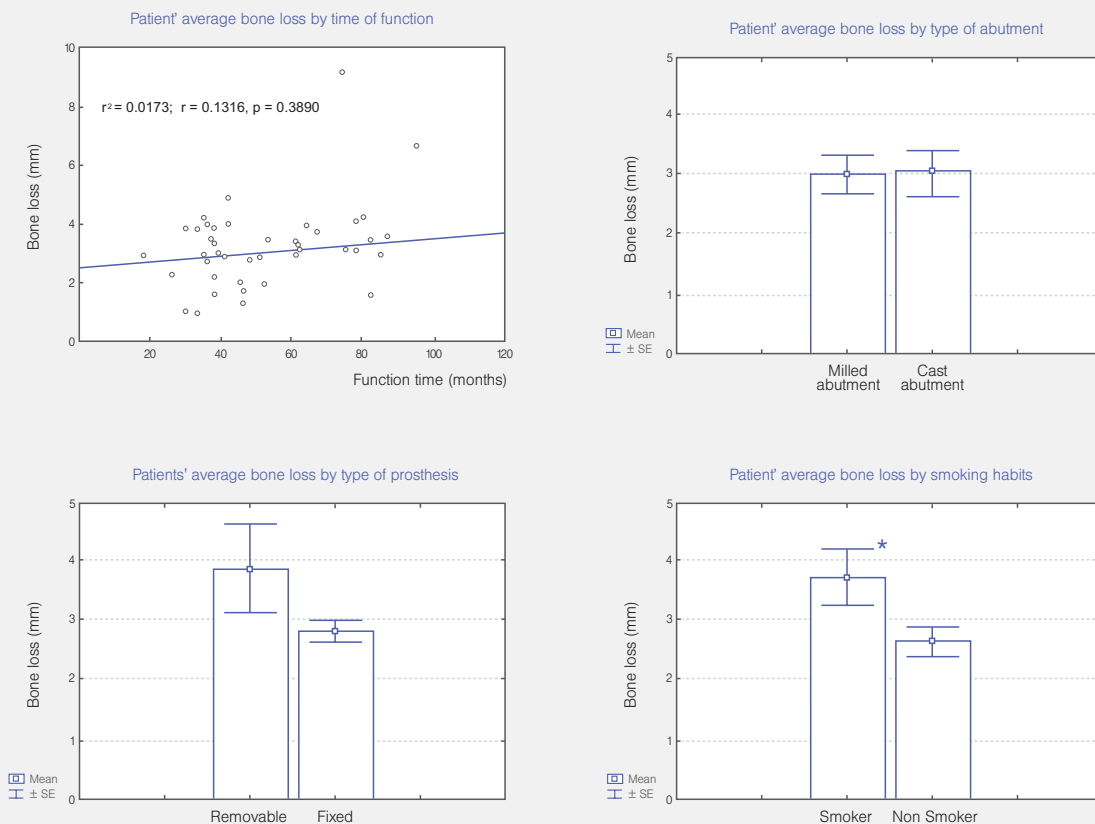 Patient' average bone loss by time of function
10
8
6
4
2
0
r² = 0.0173; r = 0.1316, p = 0.3890
Bone loss (mm)
20 40 60 80 100 120
Function time (months)
Patient' average bone loss by type of abutment
5
4
3
2
1
0
Bone loss (mm)
Mean
± SE
Milled
abutment
Cast
abutment
Patients' average bone loss by type of prosthesis
5
4
3
2
1
0
Bone loss (mm)
Mean
± SE
Removable Fixed
Patient' average bone loss by smoking habits
5
4
3
2
1
0
*
Bone loss (mm)
Mean
± SE
Smoker Non Smoker